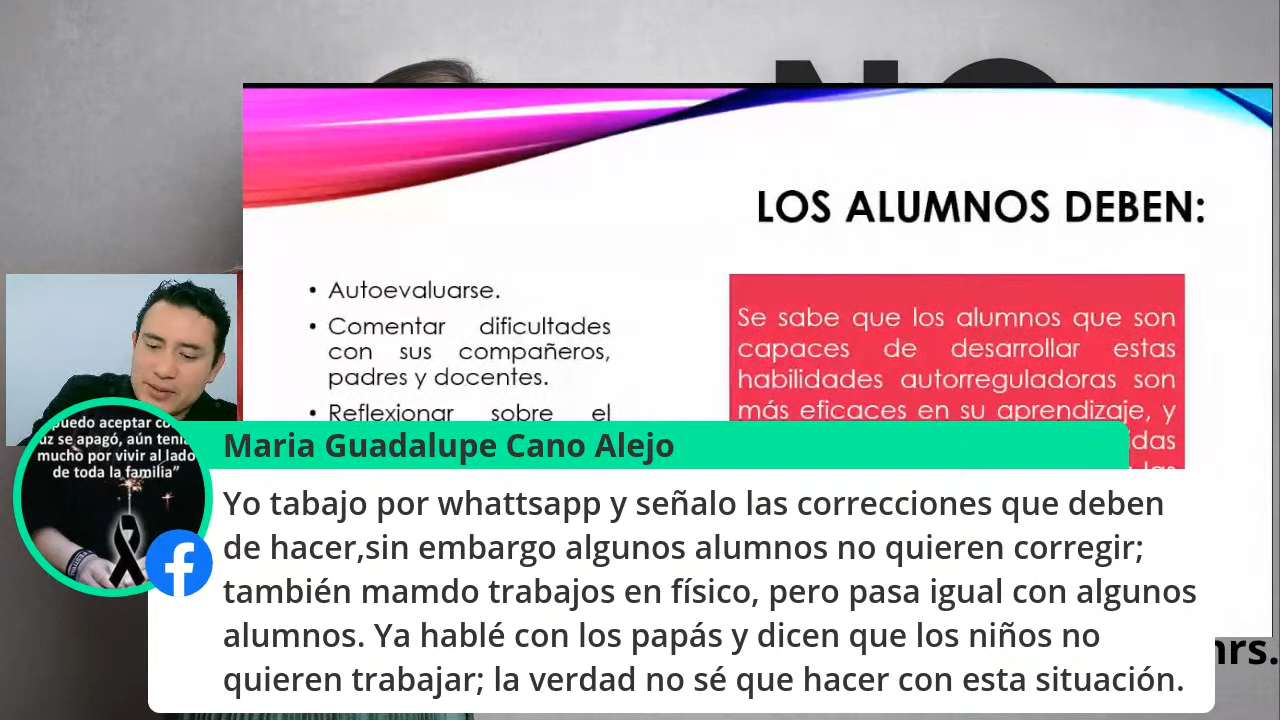 NO
LOS ALUMNOS DEBEN:
• Autoevaluarse.
• Comentar dificultades
con sus compañeros,
padres y docentes.
• Reflexionar sobre el
Se sabe que los alumnos que son
capaces de desarrollar estas
habilidades autorreguladoras son
más eficaces en su aprendizaje, y
puedo aceptar
se apagó, aún
mucho por vivir al lado
de toda la familia”
Maria Guadalupe Cano Alejo
Yo tabajo por whattsapp y señalo las correcciones que deben
de hacer,sin embargo algunos alumnos no quieren corregir;
también mamdo trabajos en físico, pero pasa igual con algunos
alumnos. Ya hablé con los papás y dicen que los niños no
quieren trabajar; la verdad no sé que hacer con esta situación.
hrs.